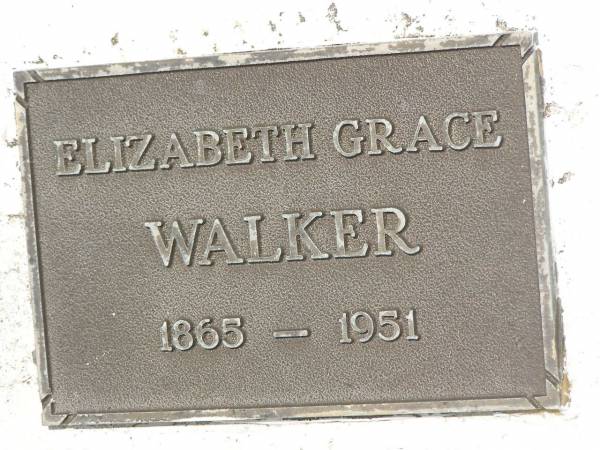 ELIZABETH GRACE
WALKER
1865 — 1951